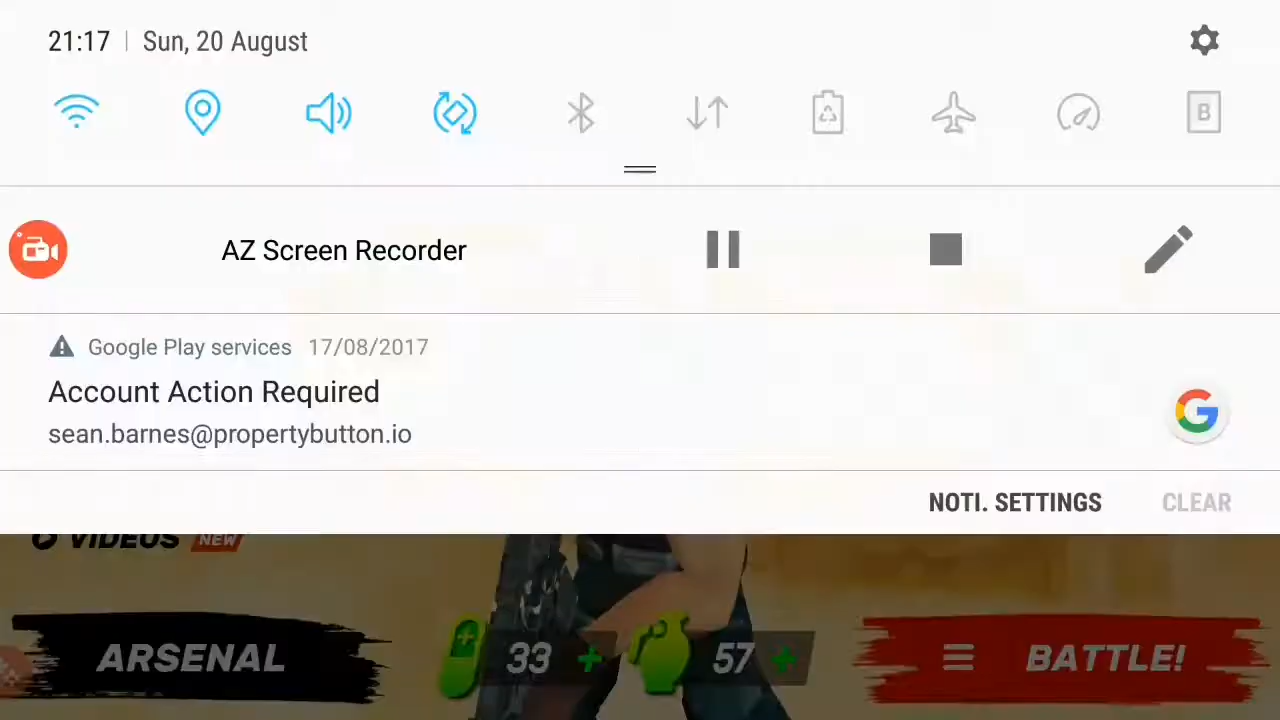 21:17 | Sun, 20 August
B
AZ Screen Recorder
Google Play services 17/08/2017
Account Action Required
sean.barnes@propertybutton.io
NOTI. SETTINGS CLEAR
VIDEOS NEW
ARSENAL 33 57 BATTLE!